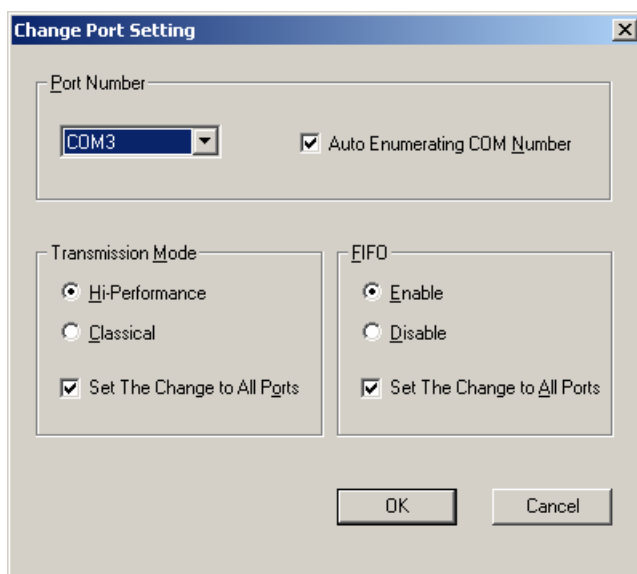 Change Port Setting
Port Number
COM3
Auto Enumerating COM Number
Transmission Mode
Hi-Performance
Classical
Set The Change to All Ports
FIFO
Enable
Disable
Set The Change to All Ports
OK
Cancel